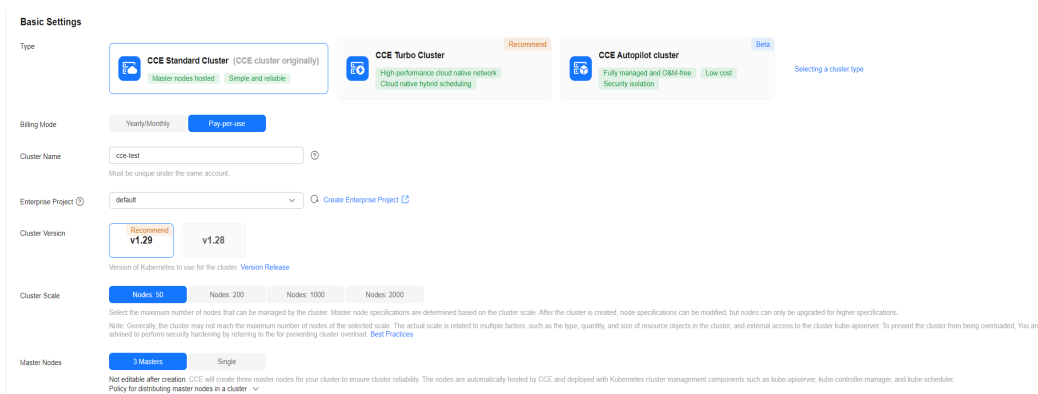 Basic Settings
Type
CCE Standard Cluster (CCE cluster originally)
Master nodes hosted Simple and reliable
Recommend
CCE Turbo Cluster
High-performance cloud native network
Cloud native hybrid scheduling
Beta
CCE Autopilot cluster
Fully managed and O&M-free Low cost
Security isolation
Selecting a cluster type
Billing Mode
Yearly/Monthly Pay-per-use
Cluster Name
cce-test
Must be unique under the same account.
Enterprise Project
default
Create Enterprise Project
Cluster Version
Recommend
v1.29
v1.28
Version of Kubernetes to use for the cluster. Version Release
Cluster Scale
Nodes: 50 Nodes: 200 Nodes: 1000 Nodes: 2000
Select the maximum number of nodes that can be managed by the cluster. Master node specifications are determined based on the cluster scale. After the cluster is created, node specifications can be modified, but nodes can only be upgraded for higher specifications.
Note: Generally, the cluster may not reach the maximum number of nodes of the selected scale. The actual scale is related to multiple factors, such as the type, quantity, and size of resource objects in the cluster, and external access to the cluster kube-apiserver. To prevent the cluster from being overloaded, You are
advised to perform security hardening by referring to the for preventing cluster overload. Best Practices
Master Nodes
3 Masters Single
Not editable after creation. CCE will create three master nodes for your cluster to ensure cluster reliability. The nodes are automatically hosted by CCE and deployed with Kubernetes cluster management components such as kube-apiserver, kube-controller-manager, and kube-scheduler.
Policy for distributing master nodes in a cluster